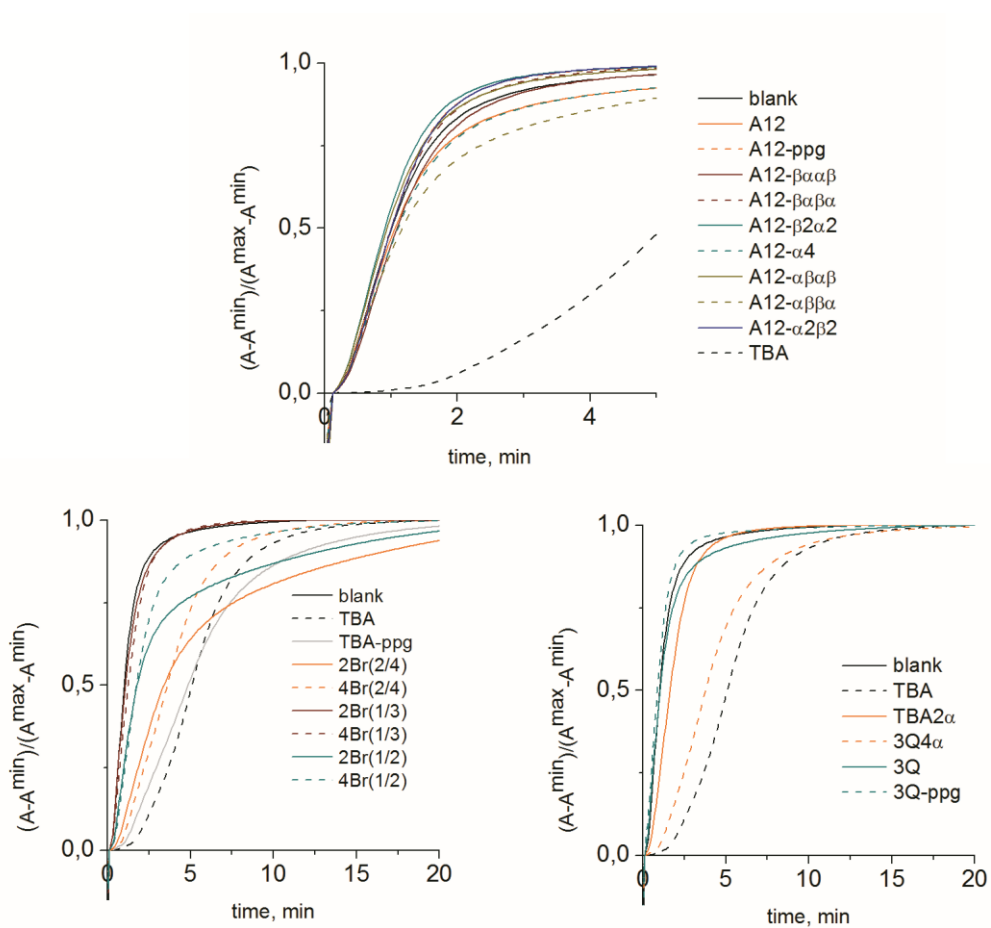 1,0
0,5
0,0
0
2
4
(A-A^min)/(A^max-A^min)
time, min
blank
A12
A12-ppg
A12-βααβ
A12-βαβα
A12-β2α2
A12-α4
A12-αβαβ
A12-αββα
A12-α2β2
TBA
1,0
0,5
0,0
0
5
10
15
20
(A-A^min)/(A^max-A^min)
time, min
blank
TBA
TBA-ppg
2Br(2/4)
4Br(2/4)
2Br(1/3)
4Br(1/3)
2Br(1/2)
4Br(1/2)
1,0
0,5
0,0
0
5
10
15
20
(A-A^min)/(A^max-A^min)
time, min
blank
TBA
TBA2α
3Q4α
3Q
3Q-ppg